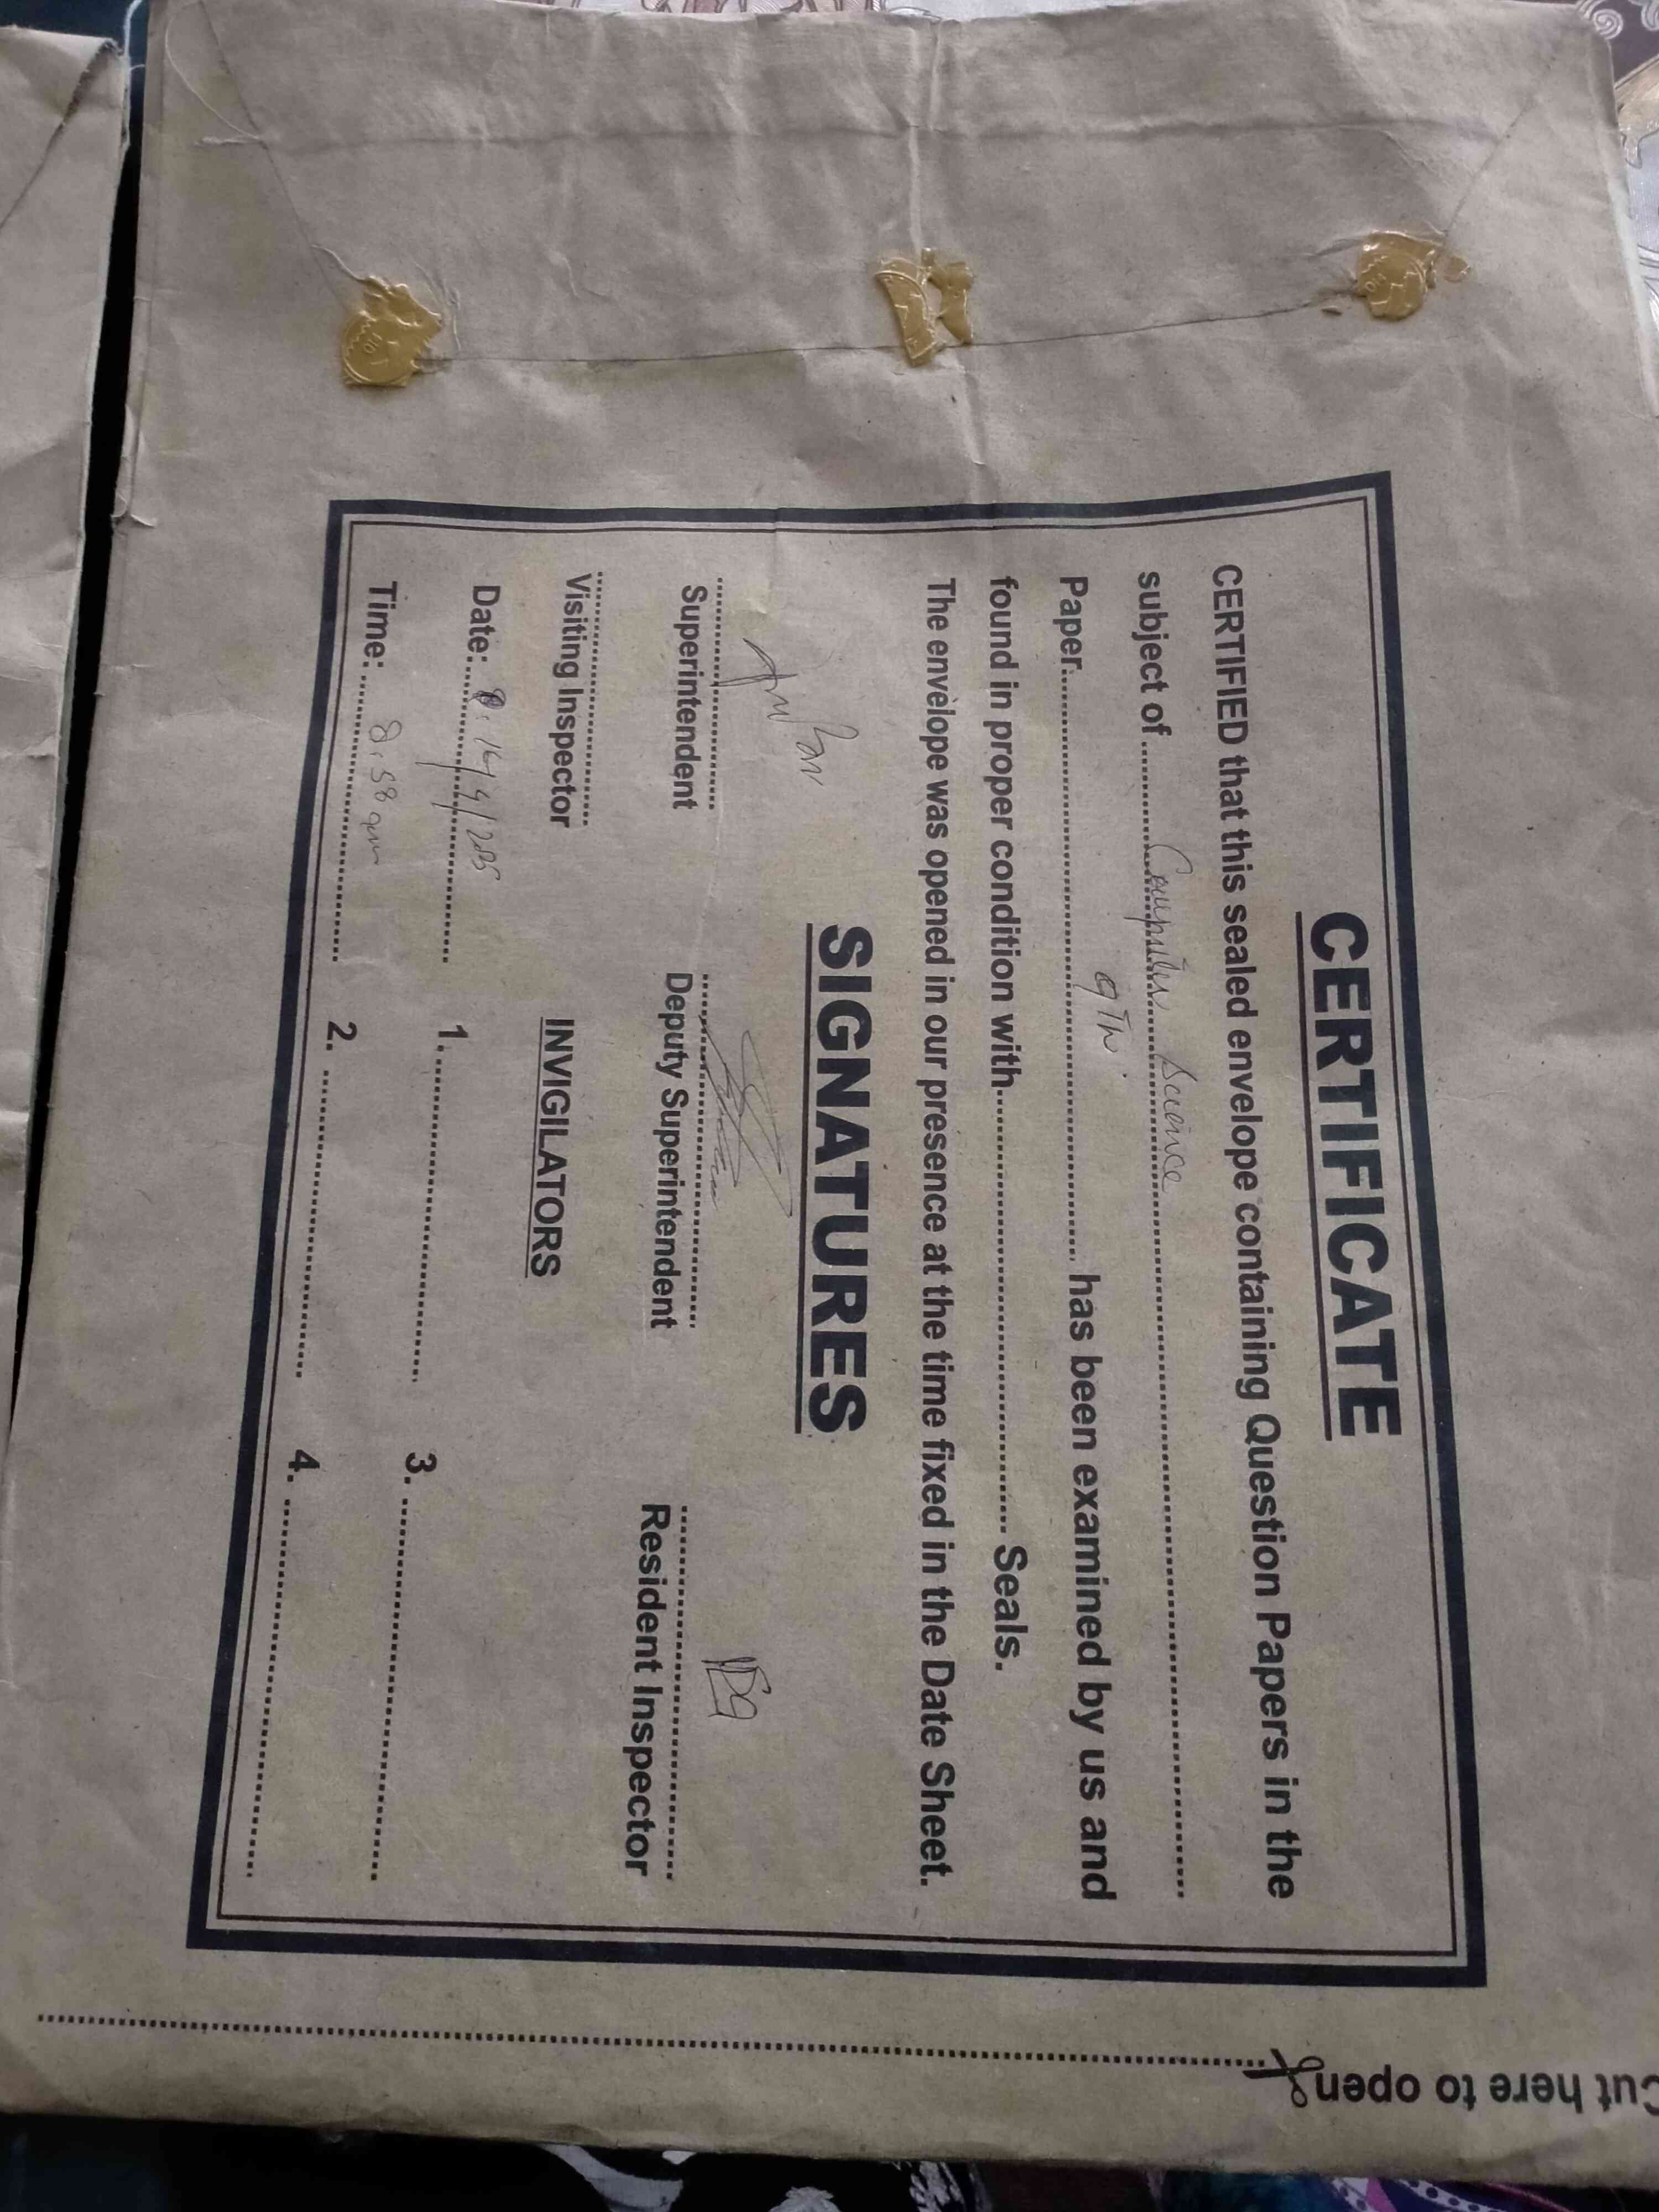 CERTIFICATE
CERTIFIED that this sealed envelope containing Question Papers in the
subject of Computer Science
Paper 9Th has been examined by us and
found in proper condition with Seals.
The envelope was opened in our presence at the time fixed in the Date Sheet.
SIGNATURES
Superintendent Deputy Superintendent Resident Inspector
Visiting Inspector INVIGILATORS
Date: 1. 3.
Time: 8:58 am 2. 4.
Cut here to open